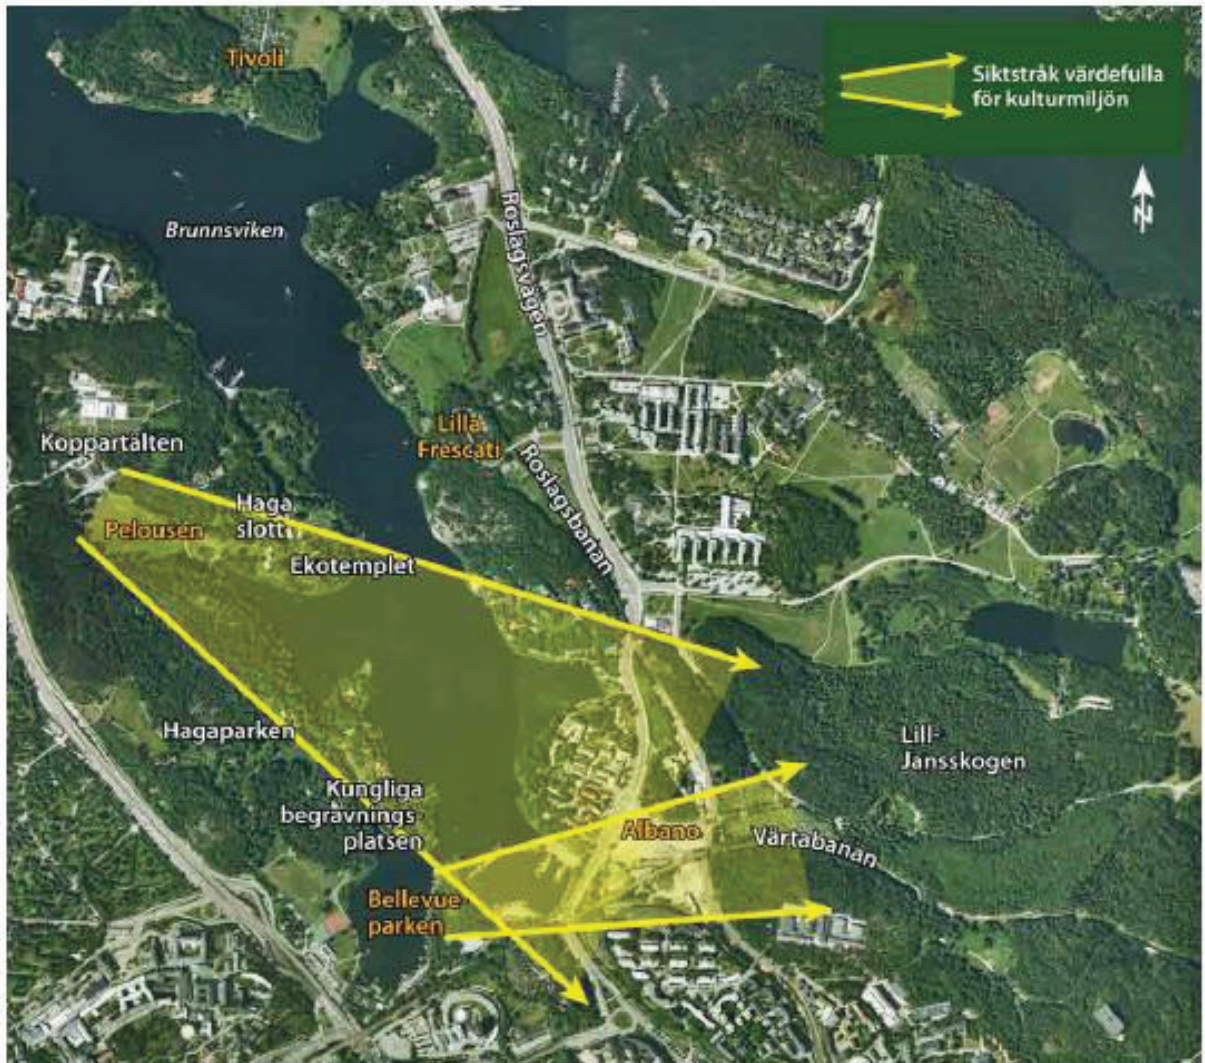 Tivoli
Siktstråk värdefulla
för kulturmiljön
N
Brunnsviken
Roslagsvägen
Koppartälten
Lilla
Frescati
Roslagsbanan
Pelousen
Haga
slott
Ekotemplet
Hagaparken
Lill-
Jansskogen
Kungliga
begravnings-
platsen
Albano
Värtabanan
Bellevue-
parken